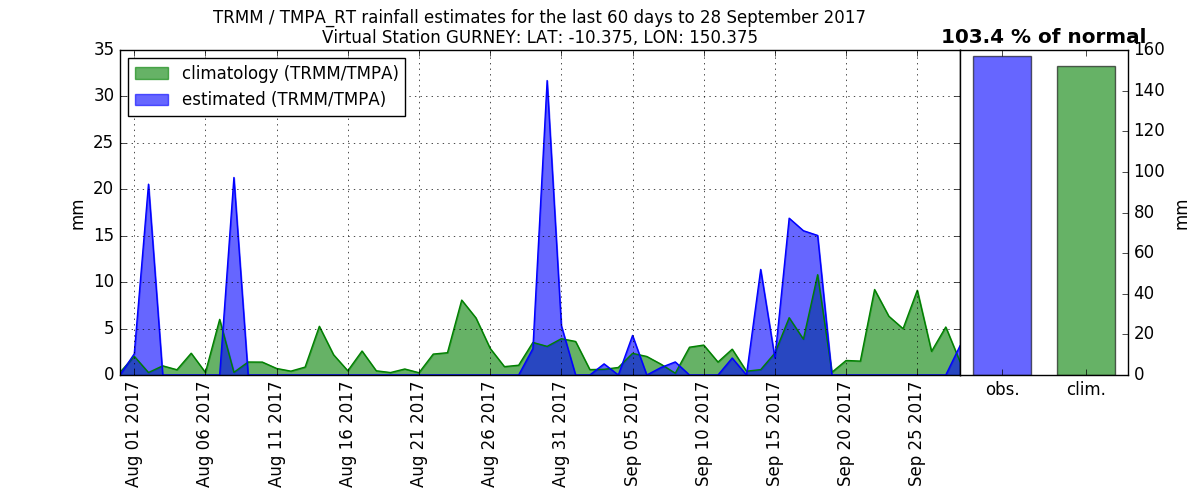 TRMM / TMPA_RT rainfall estimates for the last 60 days to 28 September 2017
Virtual Station GURNEY: LAT: -10.375, LON: 150.375
103.4 % of normal
climatology (TRMM/TMPA)
estimated (TRMM/TMPA)
mm
35
30
25
20
15
10
5
0
Aug 01 2017
Aug 06 2017
Aug 11 2017
Aug 16 2017
Aug 21 2017
Aug 26 2017
Aug 31 2017
Sep 05 2017
Sep 10 2017
Sep 15 2017
Sep 20 2017
Sep 25 2017
160
140
120
100
80
60
40
20
0
mm
obs.
clim.